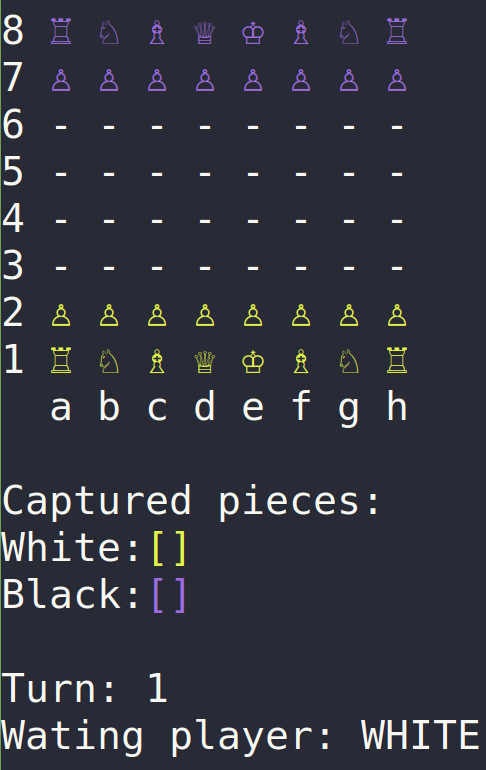 8 ♖ ♘ ♗ ♕ ♔ ♗ ♘ ♖
7 ♙ ♙ ♙ ♙ ♙ ♙ ♙ ♙
6 - - - - - - - -
5 - - - - - - - -
4 - - - - - - - -
3 - - - - - - - -
2 ♙ ♙ ♙ ♙ ♙ ♙ ♙ ♙
1 ♖ ♘ ♗ ♕ ♔ ♗ ♘ ♖
a b c d e f g h
Captured pieces:
White:[]
Black:[]
Turn: 1
Wating player: WHITE